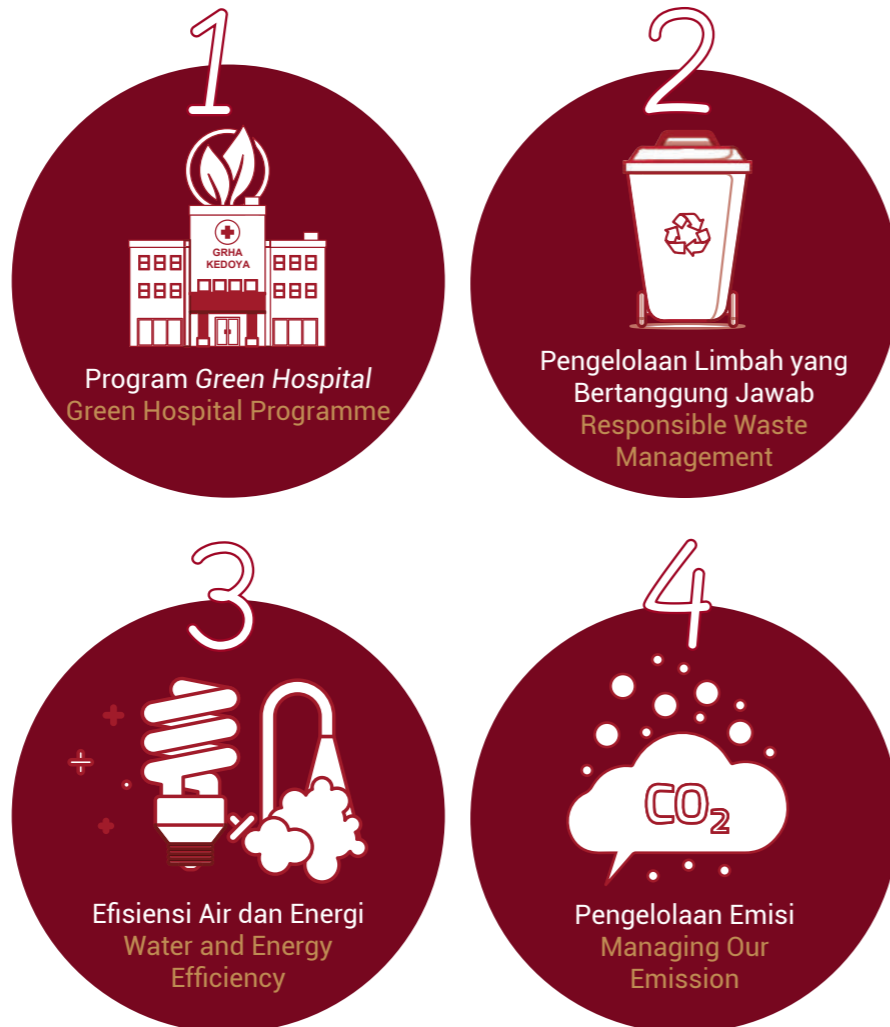 1
GRHA
KEDOYA
Program Green Hospital
Green Hospital Programme
2
Pengelolaan Limbah yang
Bertanggung Jawab
Responsible Waste
Management
3
Efisiensi Air dan Energi
Water and Energy
Efficiency
4
CO₂
Pengelolaan Emisi
Managing Our
Emission